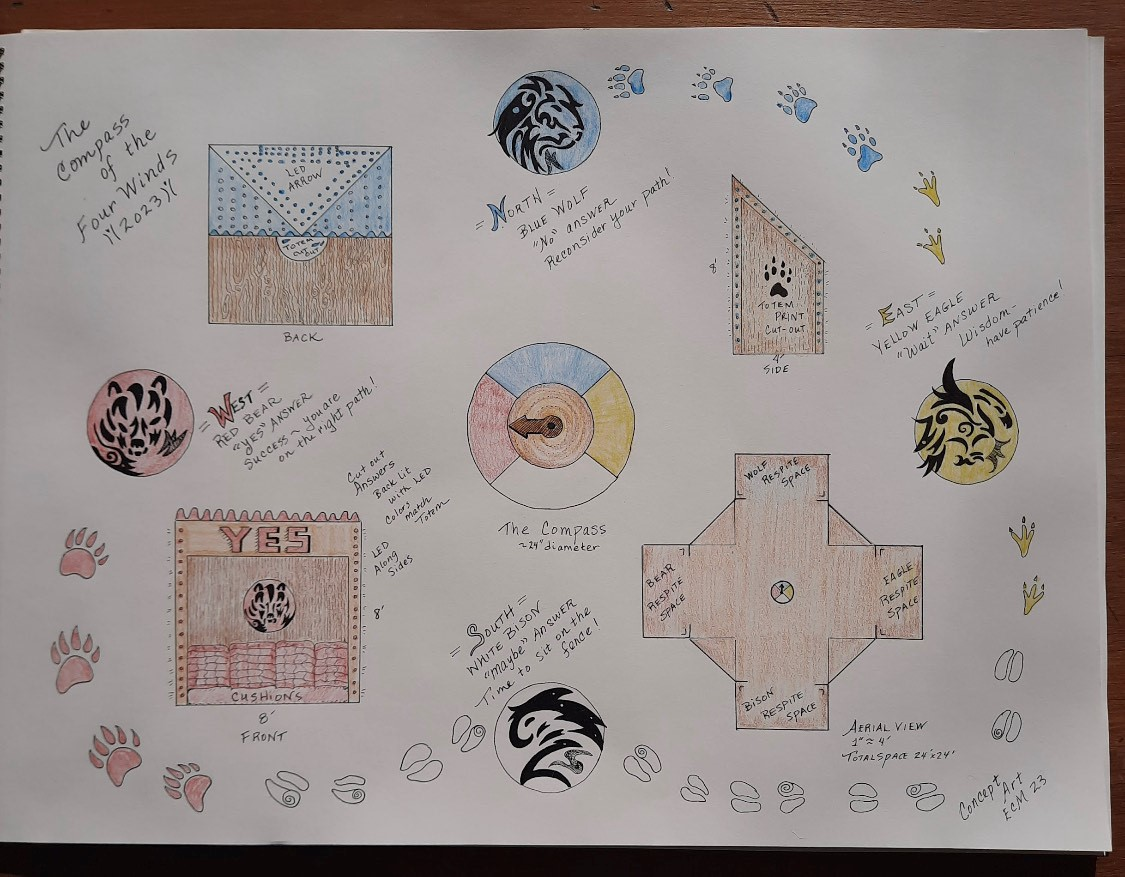 The
Compass
of the
Four Winds
2023
LED
ARROW
TOTEM
CUT
OUT
BACK
= NORTH =
BLUE WOLF
"No" ANSWER
Reconsider your path!
8'
TOTEM
PRINT
CUT-OUT
4'
SIDE
= EAST =
YELLOW EAGLE
"Wait" ANSWER
Wisdom~
have patience!
= WEST =
RED BEAR
"YES" ANSWER
Success ~ you are
on the right path!
Cut out
Answers
Back lit
with LED
Colors
match
Totem
LED
Along
Sides
YES
CUSHIONS
8'
8'
FRONT
The Compass
~24" diameter
= SOUTH =
WHITE BISON
"Maybe" ANSWER
Time to sit on the
fence!
WOLF
RESPITE
SPACE
BEAR
RESPITE
SPACE
EAGLE
RESPITE
SPACE
BISON
RESPITE
SPACE
AERIAL VIEW
1" ≈ 4'
TOTAL SPACE 24'x24'
Concept
Art
ECM 23